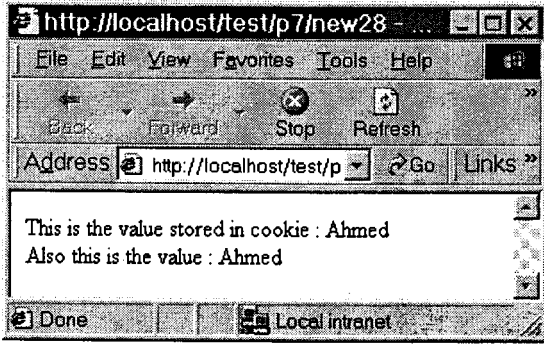 http://localhost/test/p7/new28 - ...
File Edit View Favorites Tools Help
Back Forward Stop Refresh »
Address http://localhost/test/p Go Links »
This is the value stored in cookie : Ahmed
Also this is the value : Ahmed
Done Local intranet